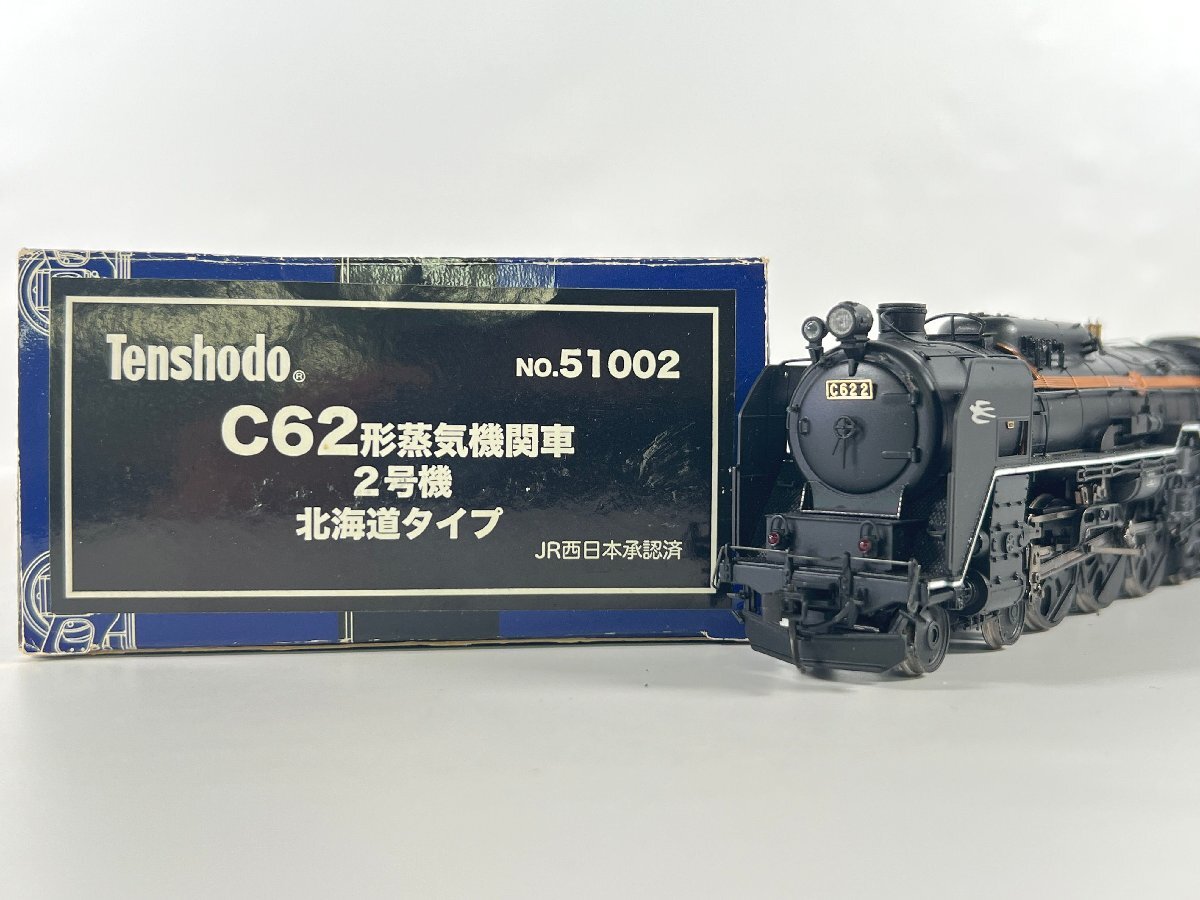 Tenshodo®
NO.51002
C62形蒸気機関車
2号機
北海道タイプ
JR西日本承認済
C62 2